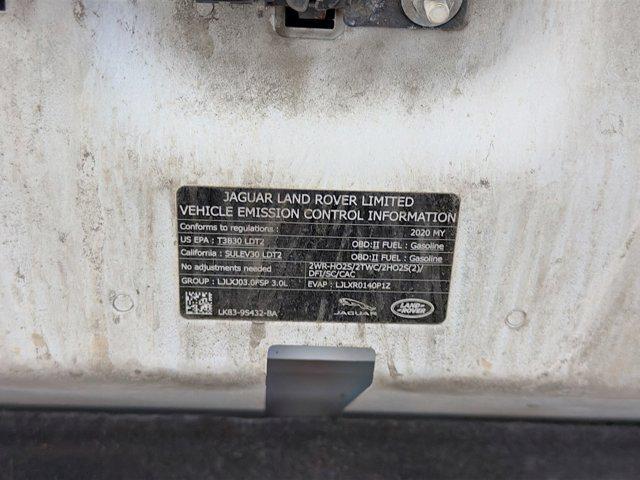 JAGUAR LAND ROVER LIMITED
VEHICLE EMISSION CONTROL INFORMATION
Conforms to regulations : 2020 MY
US EPA : T3B30 LDT2 OBD:II FUEL : Gasoline
California : SULEV30 LDT2 OBD:II FUEL : Gasoline
No adjustments needed 2WR-HO2S/2TWC/2HO2S(2)/
DFI/SC/CAC
GROUP : LJLXJ03.0FSP 3.0L EVAP : LJLXR0140P1Z
LK83-9S432-BA JAGUAR LAND-ROVER